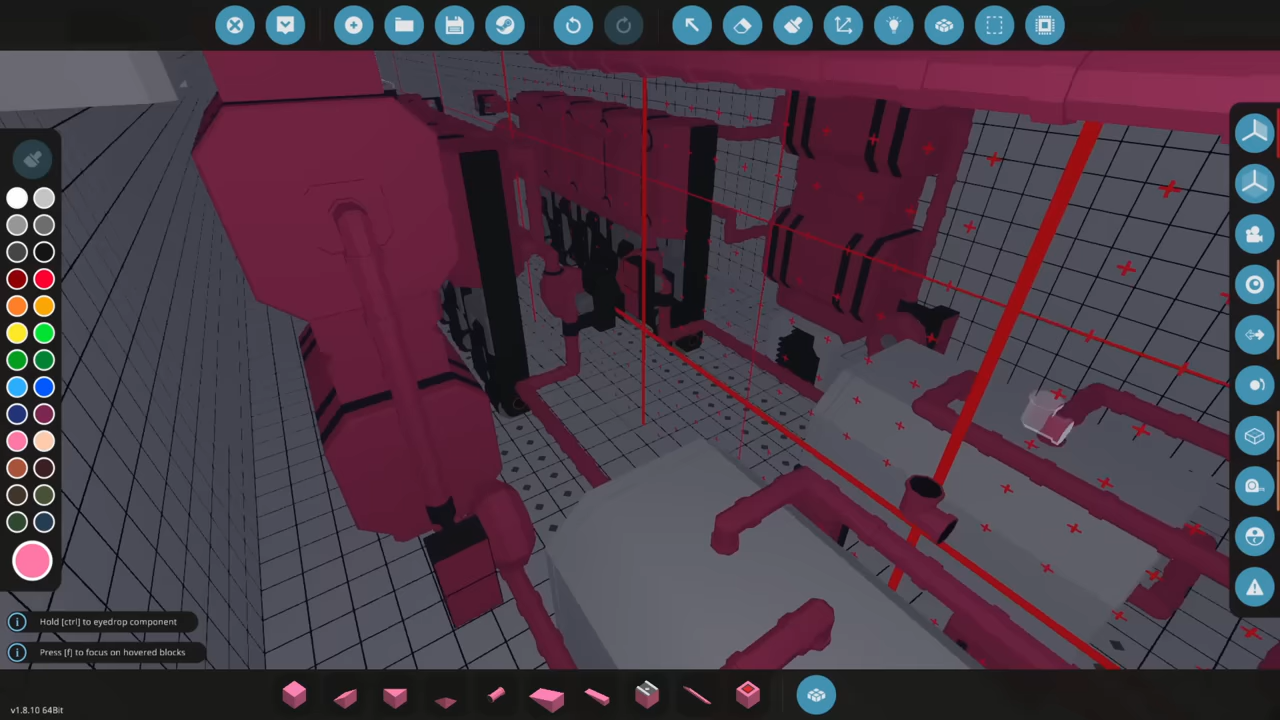 Hold [ctrl] to eyedrop component
Press [f] to focus on hovered blocks
v1.8.10 64Bit